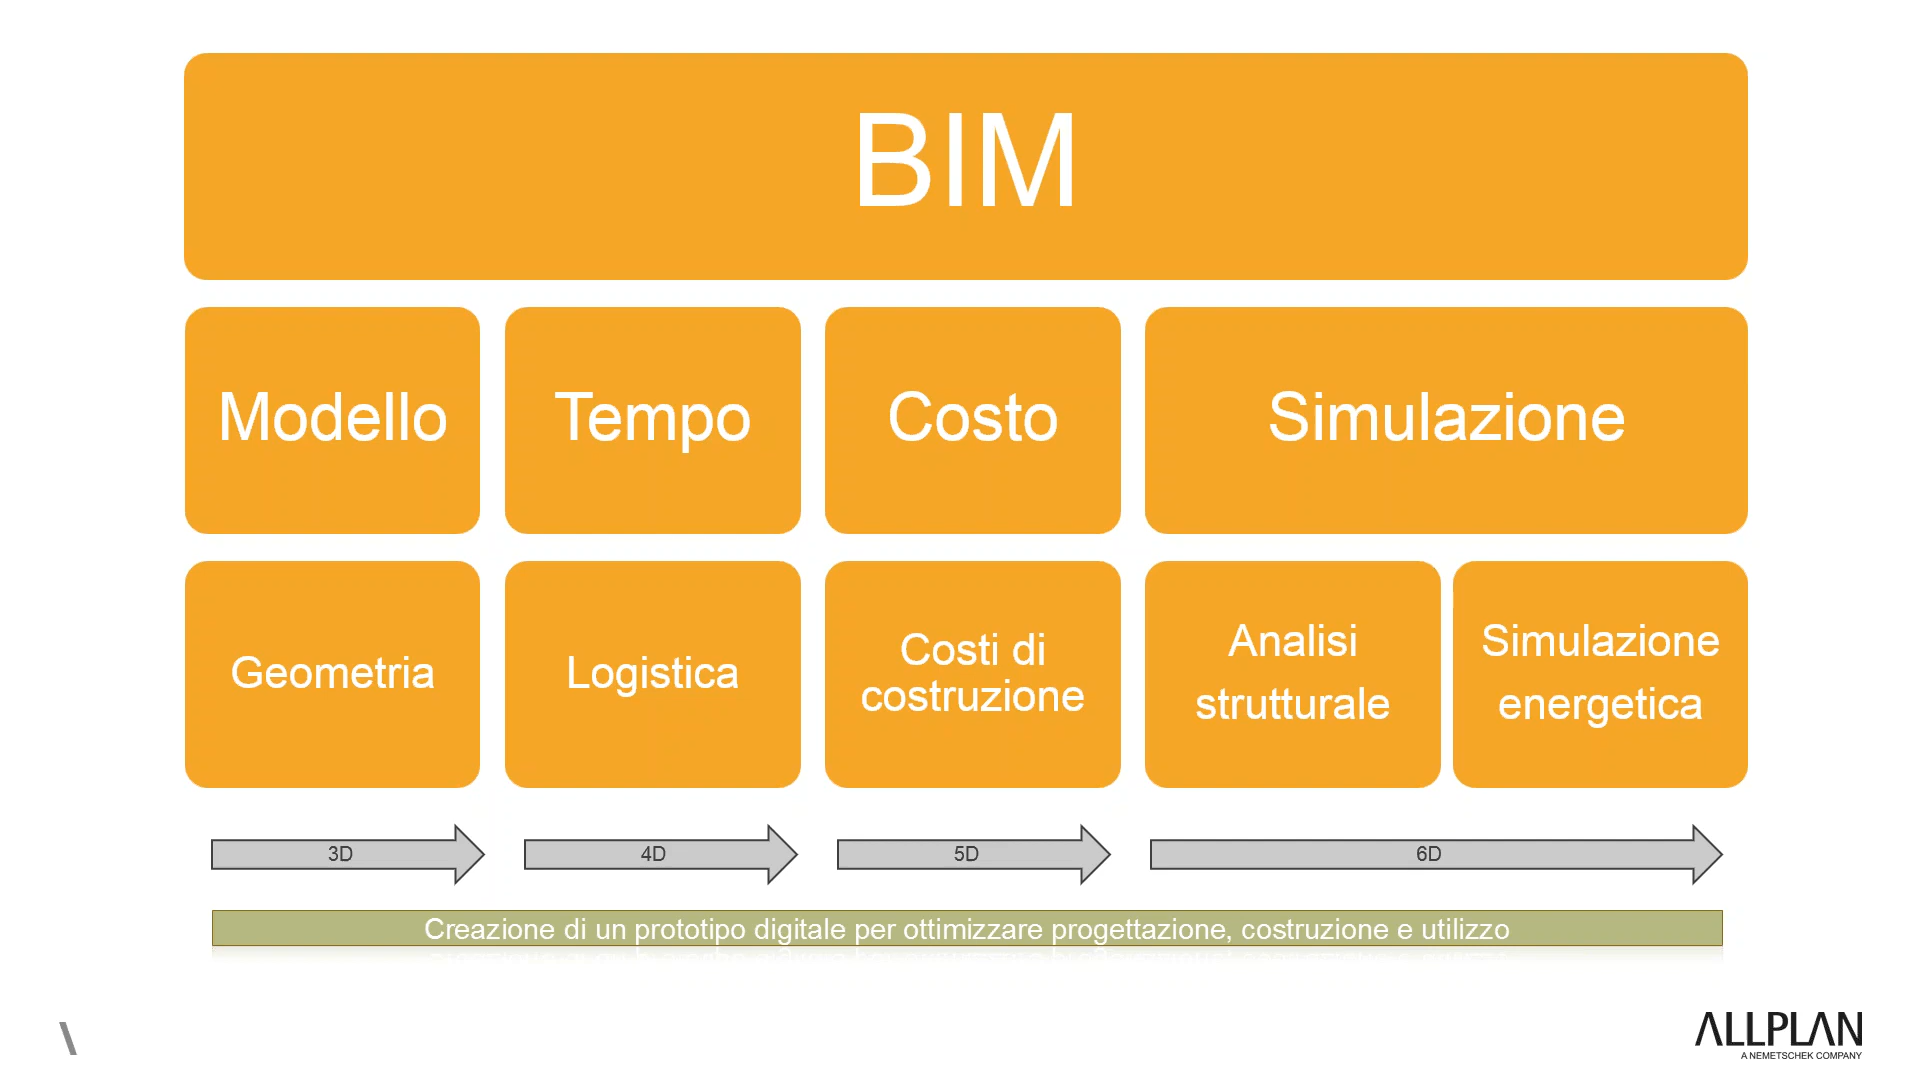 BIM
Modello
Tempo
Costo
Simulazione
Geometria
Logistica
Costi di
costruzione
Analisi
strutturale
Simulazione
energetica
3D
4D
5D
6D
Creazione di un prototipo digitale per ottimizzare progettazione, costruzione e utilizzo
\
ALLPLAN
A NEMETSCHEK COMPANY